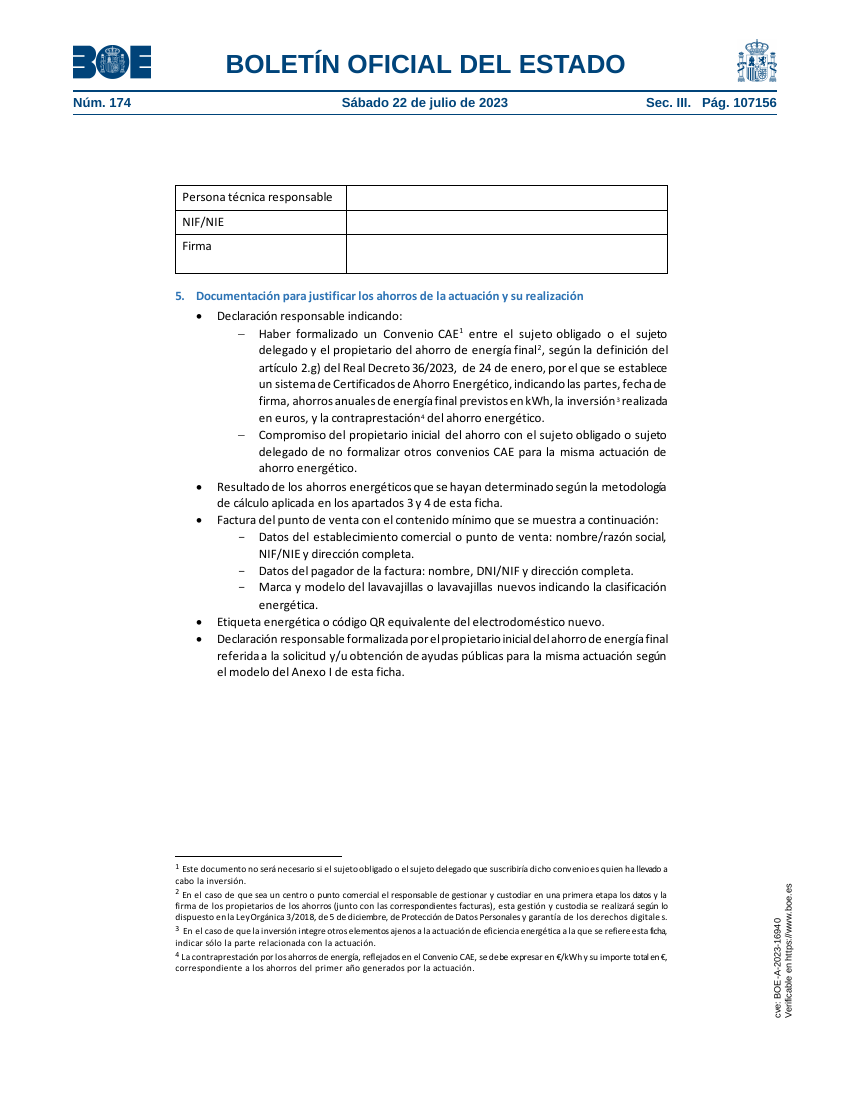 BOE
BOLETÍN OFICIAL DEL ESTADO
Núm. 174 Sábado 22 de julio de 2023 Sec. III. Pág. 107156
Persona técnica responsable
NIF/NIE
Firma
5. Documentación para justificar los ahorros de la actuación y su realización
• Declaración responsable indicando:
– Haber formalizado un Convenio CAE¹ entre el sujeto obligado o el sujeto
delegado y el propietario del ahorro de energía final², según la definición del
artículo 2.g) del Real Decreto 36/2023, de 24 de enero, por el que se establece
un sistema de Certificados de Ahorro Energético, indicando las partes, fecha de
firma, ahorros anuales de energía final previstos en kWh, la inversión³ realizada
en euros, y la contraprestación⁴ del ahorro energético.
– Compromiso del propietario inicial del ahorro con el sujeto obligado o sujeto
delegado de no formalizar otros convenios CAE para la misma actuación de
ahorro energético.
• Resultado de los ahorros energéticos que se hayan determinado según la metodología
de cálculo aplicada en los apartados 3 y 4 de esta ficha.
• Factura del punto de venta con el contenido mínimo que se muestra a continuación:
– Datos del establecimiento comercial o punto de venta: nombre/razón social,
NIF/NIE y dirección completa.
– Datos del pagador de la factura: nombre, DNI/NIF y dirección completa.
– Marca y modelo del lavavajillas o lavavajillas nuevos indicando la clasificación
energética.
• Etiqueta energética o código QR equivalente del electrodoméstico nuevo.
• Declaración responsable formalizada por el propietario inicial del ahorro de energía final
referida a la solicitud y/u obtención de ayudas públicas para la misma actuación según
el modelo del Anexo I de esta ficha.
¹ Este documento no será necesario si el sujeto obligado o el sujeto delegado que suscribiría dicho convenio es quien ha llevado a
cabo la inversión.
² En el caso de que sea un centro o punto comercial el responsable de gestionar y custodiar en una primera etapa los datos y la
firma de los propietarios de los ahorros (junto con las correspondientes facturas), esta gestión y custodia se realizará según lo
dispuesto en la Ley Orgánica 3/2018, de 5 de diciembre, de Protección de Datos Personales y garantía de los derechos digitales.
³ En el caso de que la inversión integre otros elementos ajenos a la actuación de eficiencia energética a la que se refiere esta ficha,
indicar sólo la parte relacionada con la actuación.
⁴ La contraprestación por los ahorros de energía, reflejados en el Convenio CAE, se debe expresar en €/kWh y su importe total en €,
correspondiente a los ahorros del primer año generados por la actuación.
cve: BOE-A-2023-16940
Verificable en https://www.boe.es